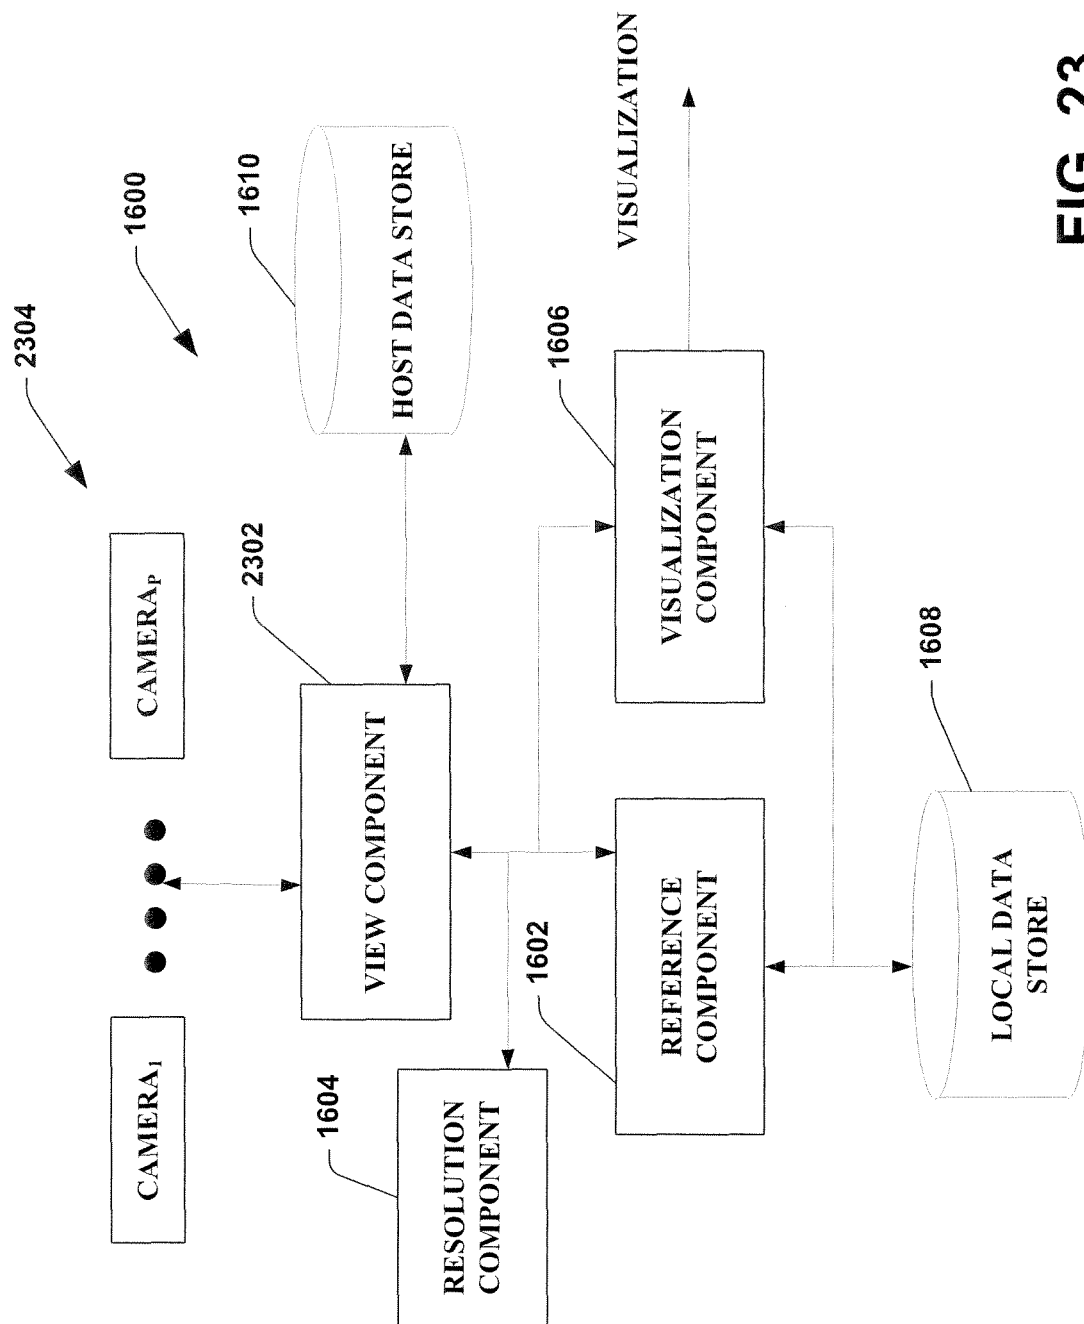 2304
1600
CAMERA1
CAMERAP
2302
1610
VIEW COMPONENT
HOST DATA STORE
1604
RESOLUTION
COMPONENT
1602
REFERENCE
COMPONENT
1606
VISUALIZATION
COMPONENT
VISUALIZATION
1608
LOCAL DATA
STORE
FIG. 23